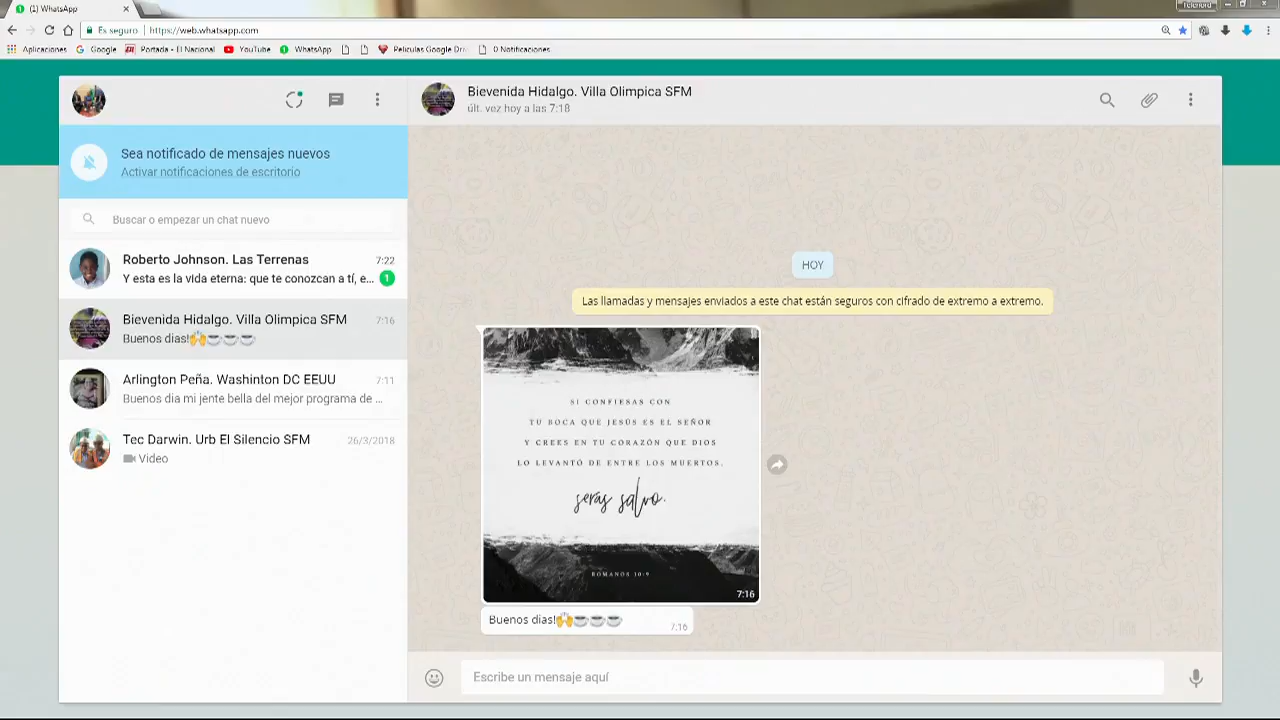 (1) WhatsApp
Telenord
Es seguro
https://web.whatsapp.com
Aplicaciones
Google
Portada - El Nacional
YouTube
WhatsApp
Peliculas Google Dri
0 Notificaciones
Sea notificado de mensajes nuevos
Activar notificaciones de escritorio
Buscar o empezar un chat nuevo
Roberto Johnson. Las Terrenas
7:22
Y esta es la vida eterna: que te conozcan a tí, e...
1
Bievenida Hidalgo. Villa Olimpica SFM
7:16
Buenos dias!🙌☕☕☕
Arlington Peña. Washinton DC EEUU
7:11
Buenos dia mi jente bella del mejor programa de ...
Tec Darwin. Urb El Silencio SFM
26/3/2018
Video
Bievenida Hidalgo. Villa Olimpica SFM
últ. vez hoy a las 7:18
HOY
Las llamadas y mensajes enviados a este chat están seguros con cifrado de extremo a extremo.
SI CONFIESAS CON
TU BOCA QUE JESÚS ES EL SEÑOR
Y CREES EN TU CORAZÓN QUE DIOS
LO LEVANTÓ DE ENTRE LOS MUERTOS,
serás salvo.
ROMANOS 10:9
7:16
Buenos dias!🙌☕☕☕
7:16
Escribe un mensaje aquí